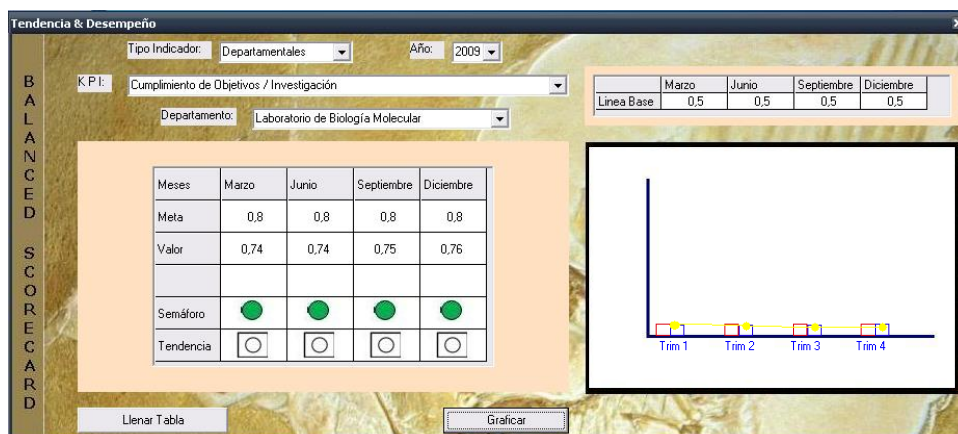 Tendencia & Desempeño
BALANCED SCORECARD
Tipo Indicador: Departamentales Año: 2009
KPI: Cumplimiento de Objetivos / Investigación
Departamento: Laboratorio de Biología Molecular
Marzo Junio Septiembre Diciembre
Linea Base 0,5 0,5 0,5 0,5
Meses Marzo Junio Septiembre Diciembre
Meta 0,8 0,8 0,8 0,8
Valor 0,74 0,74 0,75 0,76
Semáforo
Tendencia
Trim 1 Trim 2 Trim 3 Trim 4
Llenar Tabla Graficar